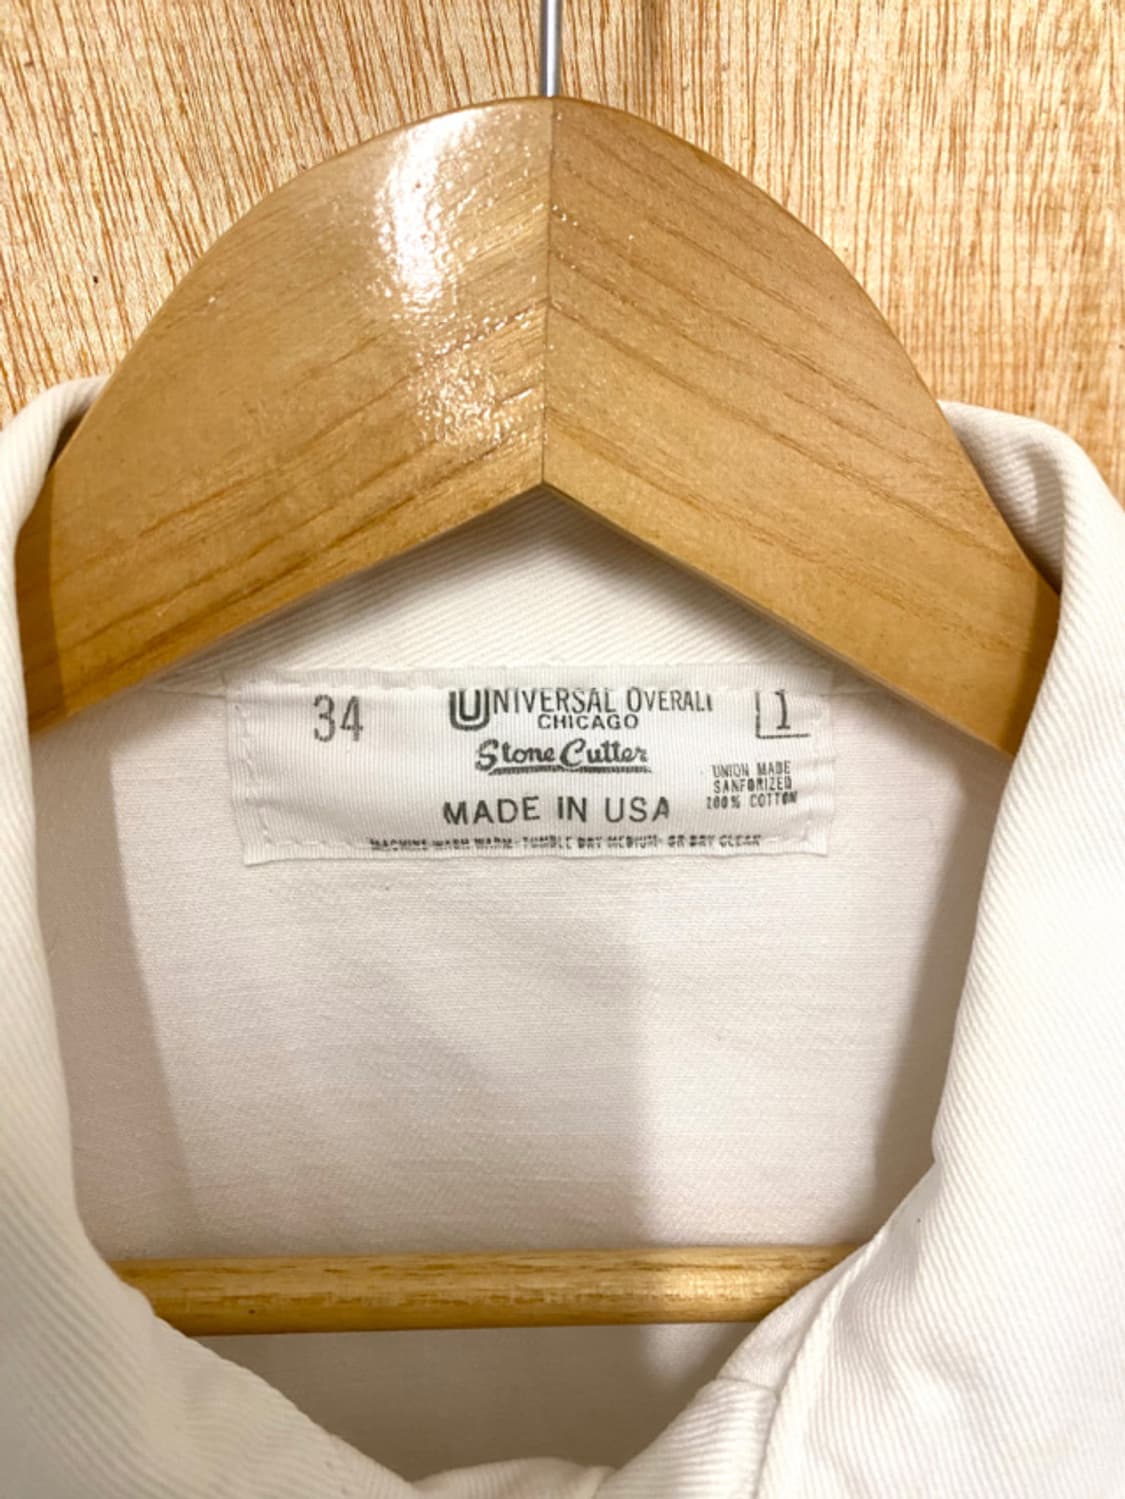 34
UNIVERSAL OVERALL
CHICAGO
Stone Cutter
MADE IN USA
1
UNION MADE
SANFORIZED
100% COTTON
MACHINE WASH WARM-TUMBLE DRY MEDIUM-OR DRY CLEAN